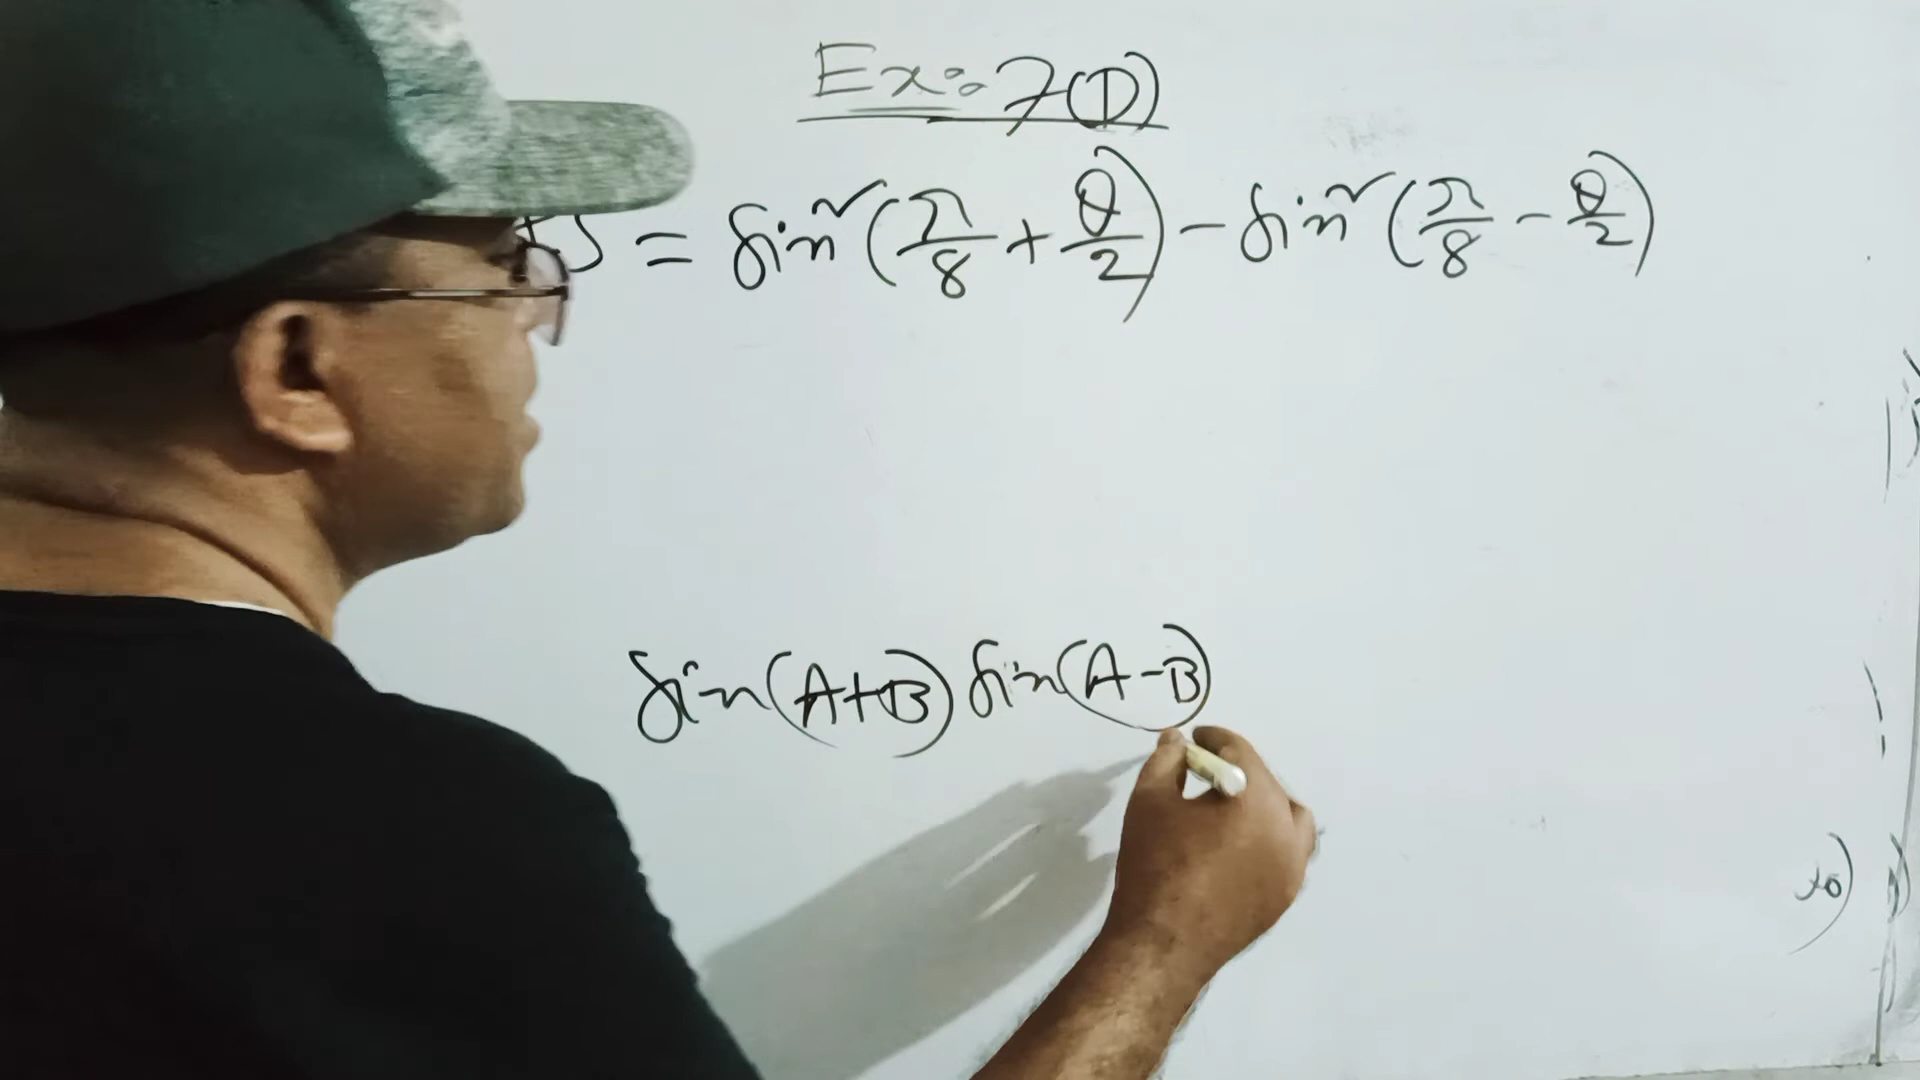 Ex: 7(D)
S = sin²(π/8 + θ/2) - sin²(π/8 - θ/2)
sin(A+B) sin(A-B)